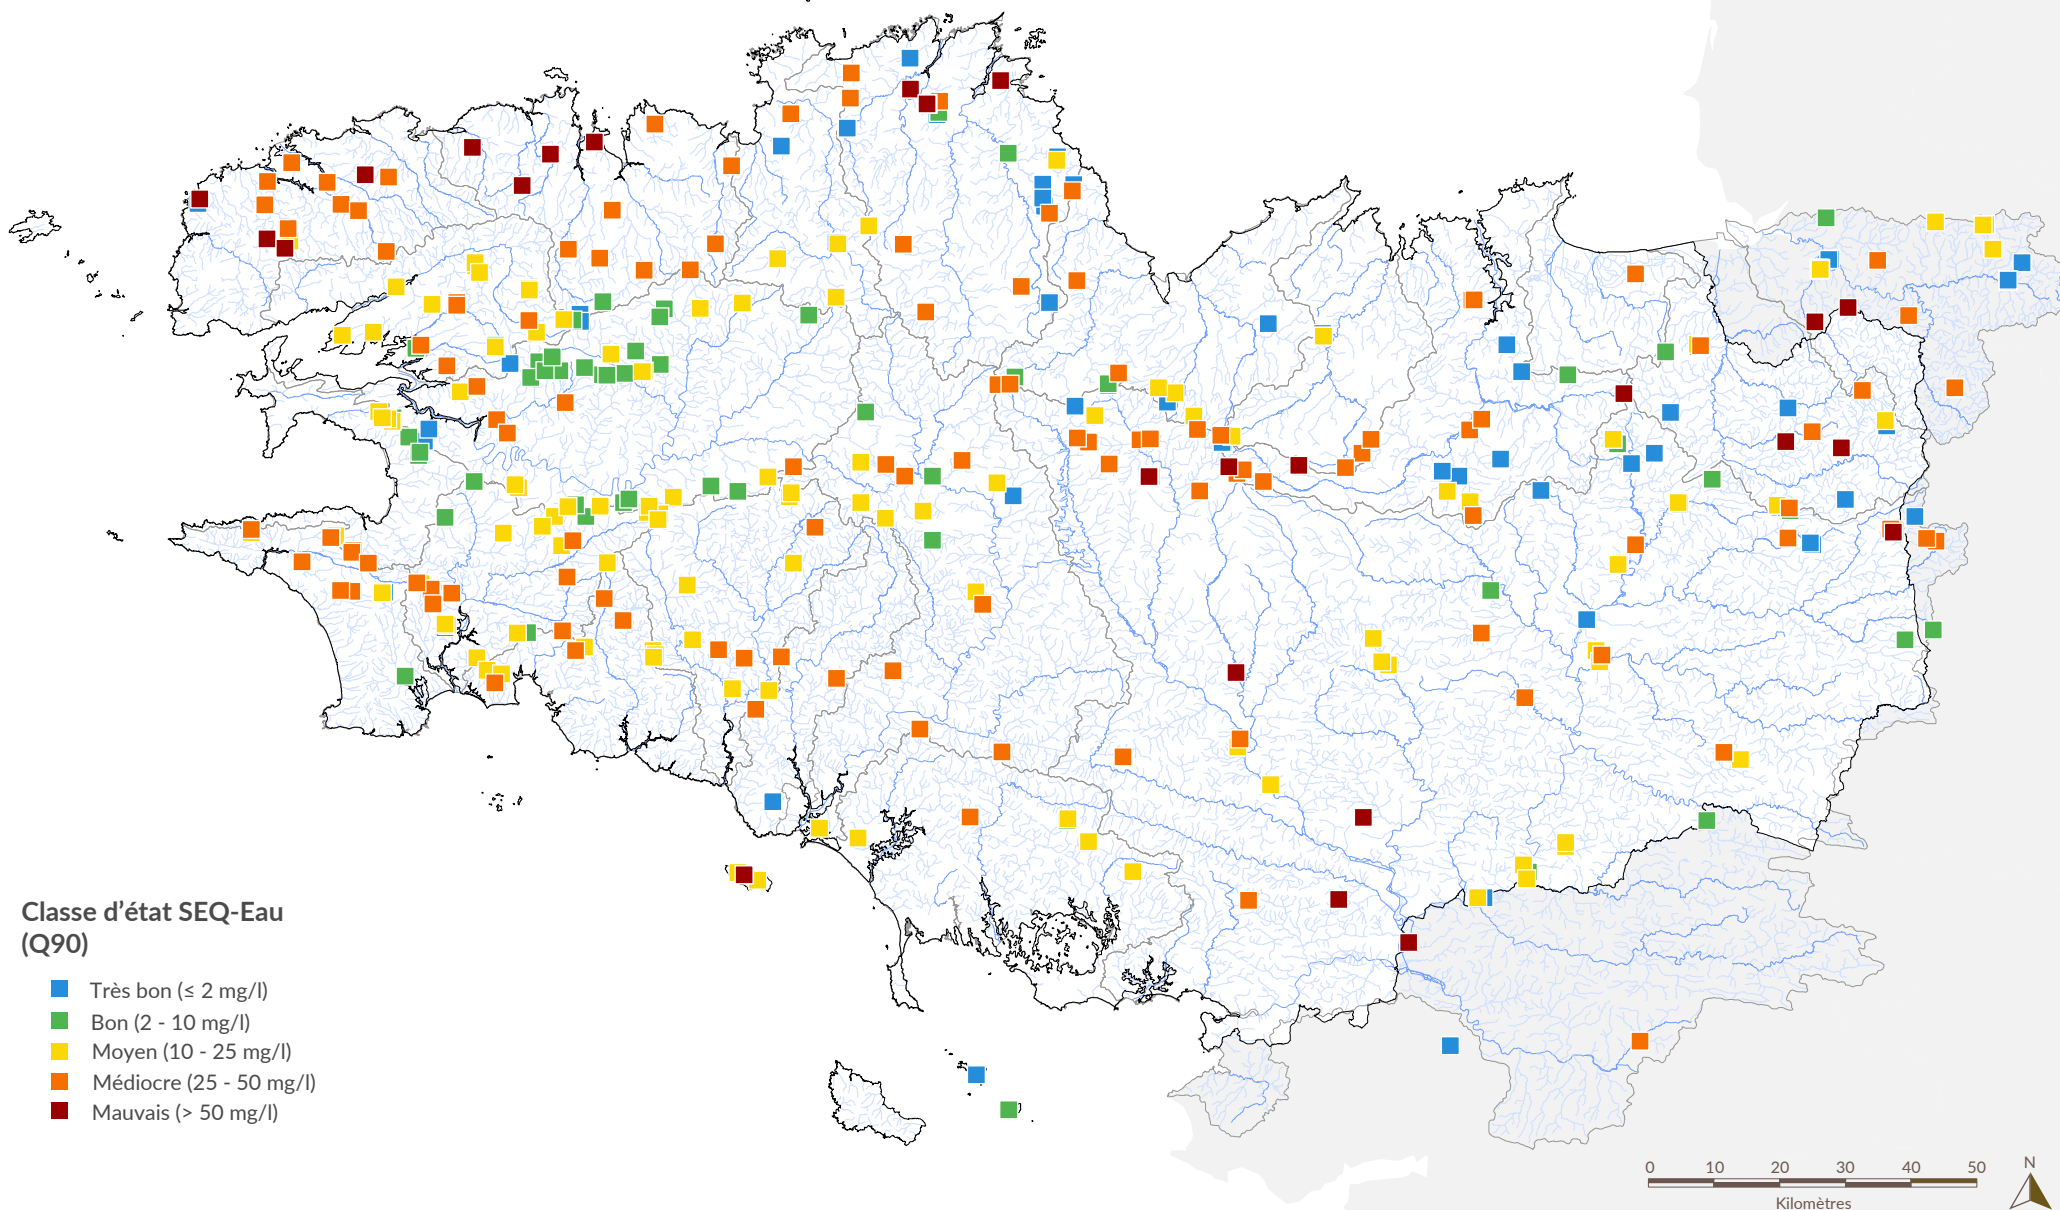 Classe d’état SEQ-Eau
(Q90)
Très bon (≤ 2 mg/l)
Bon (2 - 10 mg/l)
Moyen (10 - 25 mg/l)
Médiocre (25 - 50 mg/l)
Mauvais (> 50 mg/l)
0 10 20 30 40 50
Kilomètres
N